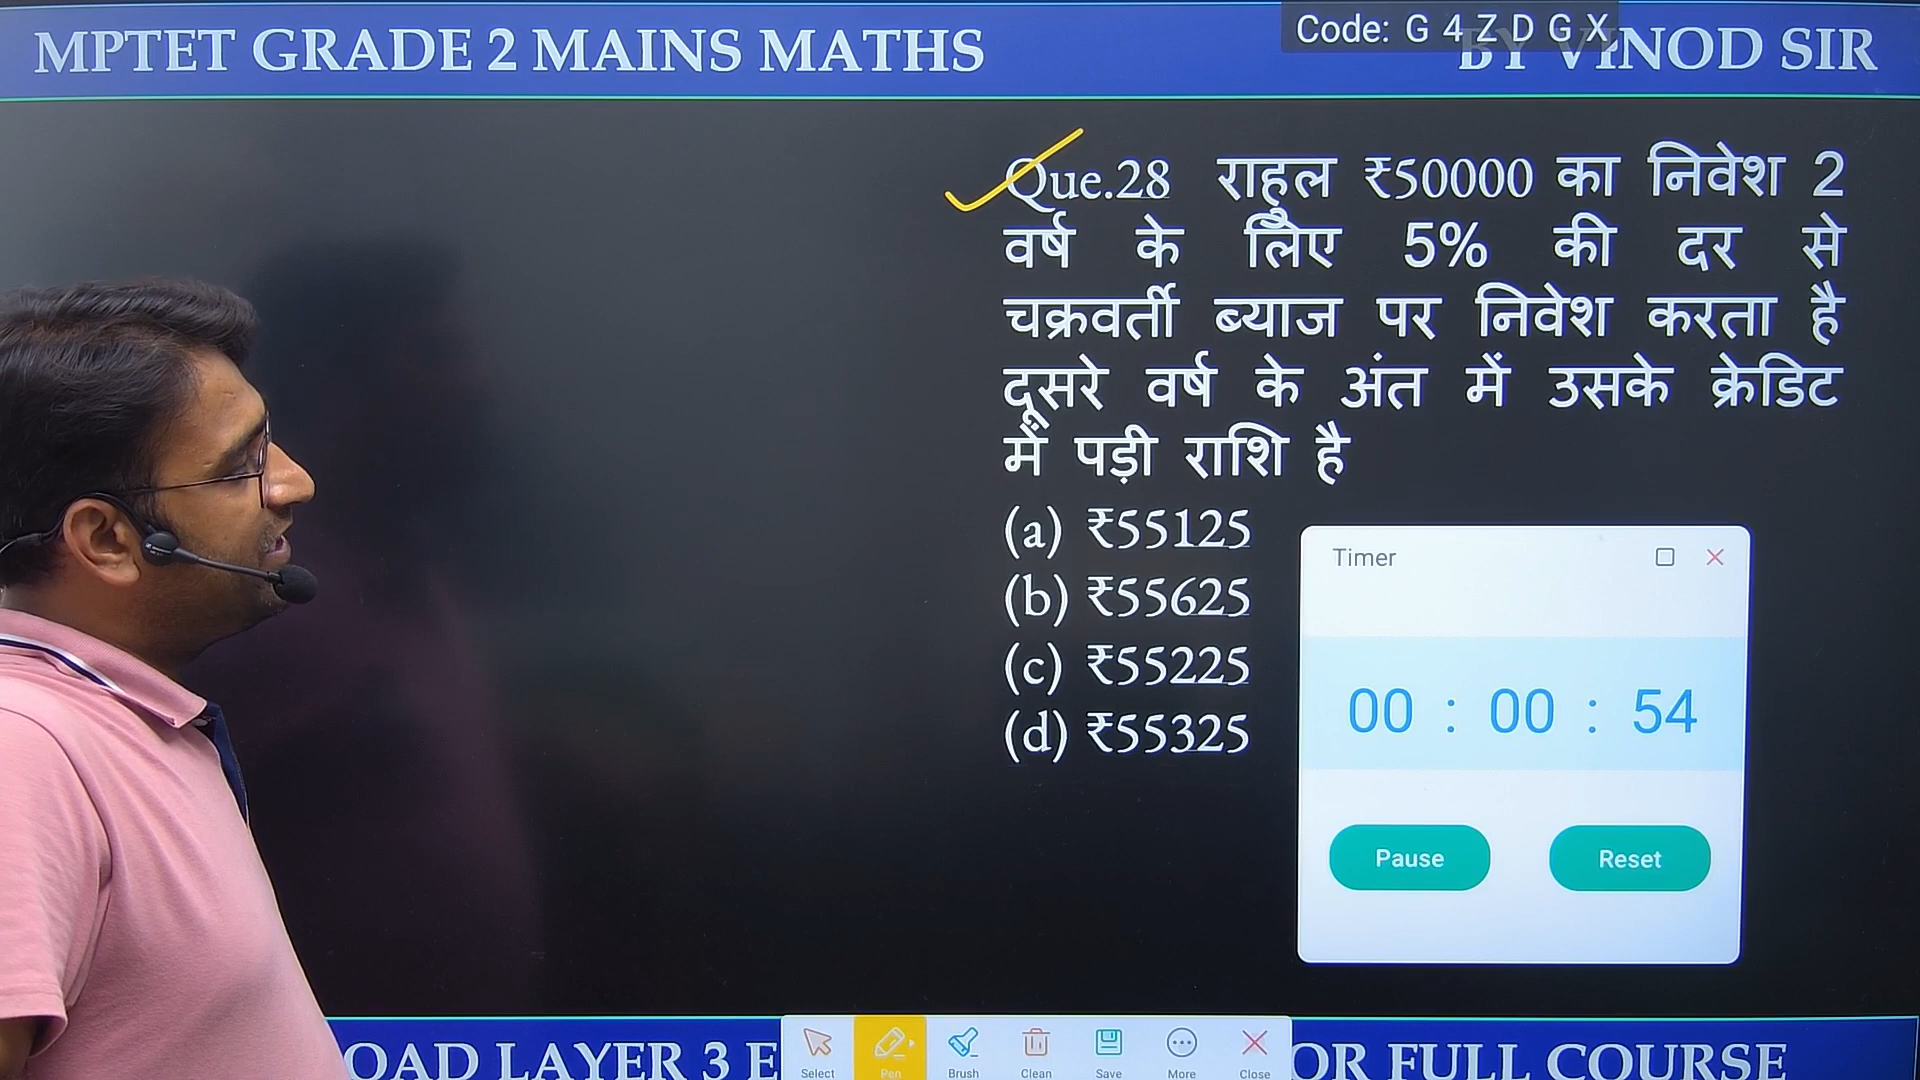 MPTET GRADE 2 MAINS MATHS
Code: G 4 Z D G X
BY VINOD SIR
Que.28 राहुल ₹50000 का निवेश 2
वर्ष के लिए 5% की दर से
चक्रवर्ती ब्याज पर निवेश करता है
दूसरे वर्ष के अंत में उसके क्रेडिट
में पड़ी राशि है
(a) ₹55125
(b) ₹55625
(c) ₹55225
(d) ₹55325
Timer
00 : 00 : 54
Pause Reset
OAD LAYER 3 E
OR FULL COURSE
Select Pen Brush Clean Save More Close